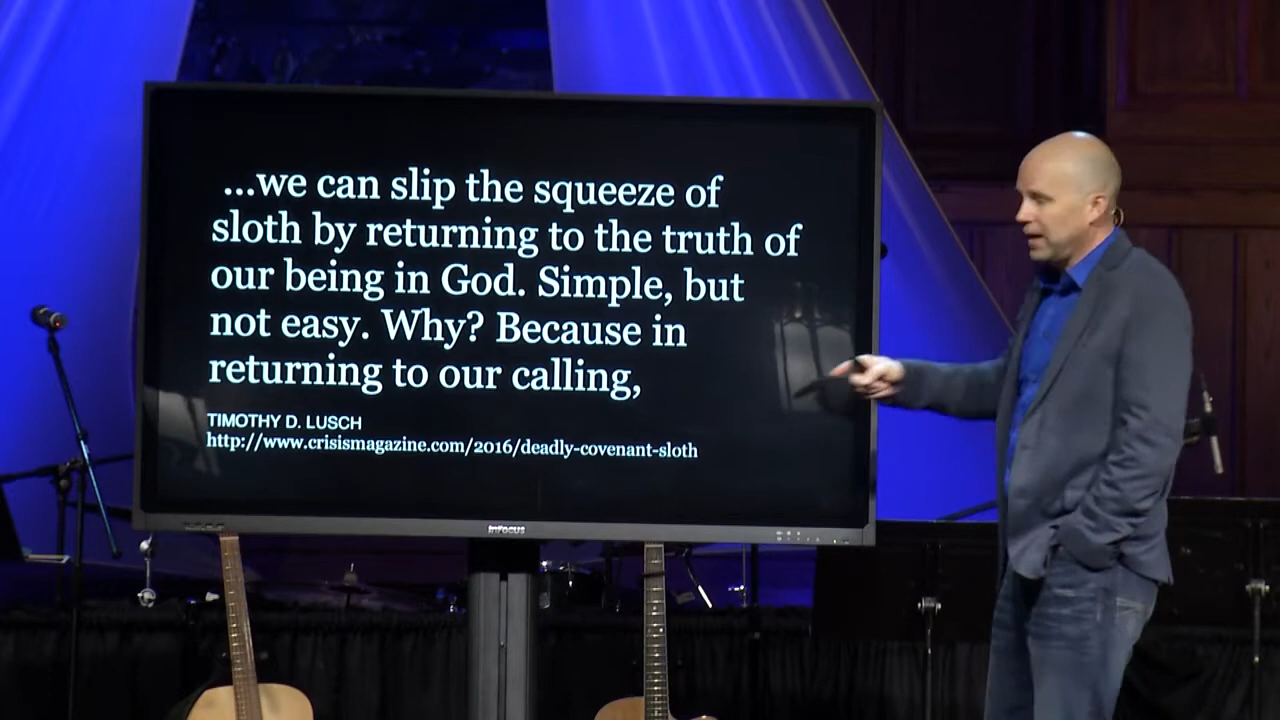 ...we can slip the squeeze of
sloth by returning to the truth of
our being in God. Simple, but
not easy. Why? Because in
returning to our calling,
TIMOTHY D. LUSCH
http://www.crisismagazine.com/2016/deadly-covenant-sloth
InFocus